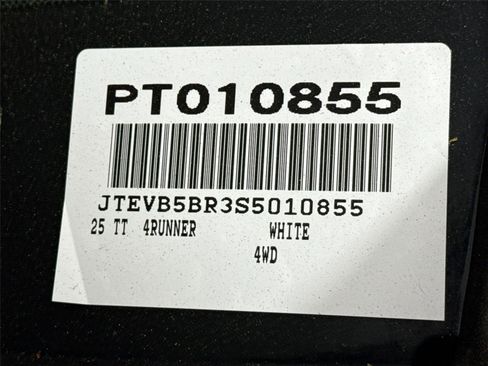 PT010855
JTEVB5BR3S5010855
25 TT 4RUNNER WHITE
4WD